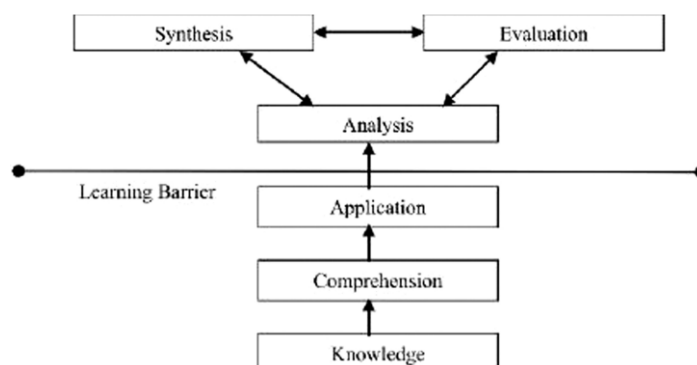 Synthesis
Evaluation
Analysis
Learning Barrier
Application
Comprehension
Knowledge